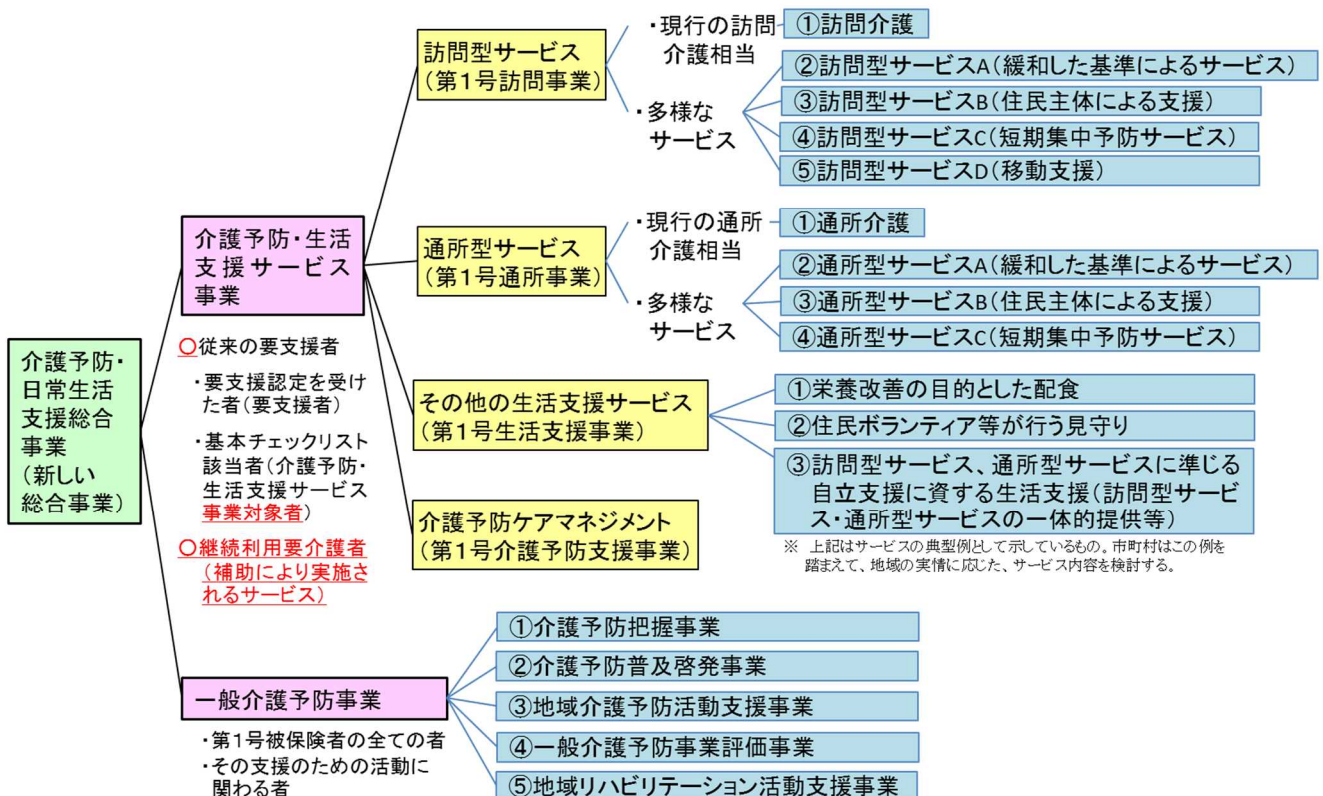 介護予防・
日常生活
支援総合
事業
(新しい
総合事業)
介護予防・生活
支援サービス
事業
〇従来の要支援者
・要支援認定を受け
た者(要支援者)
・基本チェックリスト
該当者(介護予防・
生活支援サービス
事業対象者)
〇継続利用要介護者
(補助により実施さ
れるサービス)
訪問型サービス
(第1号訪問事業)
・現行の訪問
介護相当
①訪問介護
・多様な
サービス
②訪問型サービスA(緩和した基準によるサービス)
③訪問型サービスB(住民主体による支援)
④訪問型サービスC(短期集中予防サービス)
⑤訪問型サービスD(移動支援)
通所型サービス
(第1号通所事業)
・現行の通所
介護相当
①通所介護
・多様な
サービス
②通所型サービスA(緩和した基準によるサービス)
③通所型サービスB(住民主体による支援)
④通所型サービスC(短期集中予防サービス)
その他の生活支援サービス
(第1号生活支援事業)
①栄養改善の目的とした配食
②住民ボランティア等が行う見守り
③訪問型サービス、通所型サービスに準じる
自立支援に資する生活支援(訪問型サービ
ス・通所型サービスの一体的提供等)
介護予防ケアマネジメント
(第1号介護予防支援事業)
※ 上記はサービスの典型例として示しているもの。市町村はこの例を
踏まえて、地域の実情に応じた、サービス内容を検討する。
一般介護予防事業
・第1号被保険者の全ての者
・その支援のための活動に
関わる者
①介護予防把握事業
②介護予防普及啓発事業
③地域介護予防活動支援事業
④一般介護予防事業評価事業
⑤地域リハビリテーション活動支援事業